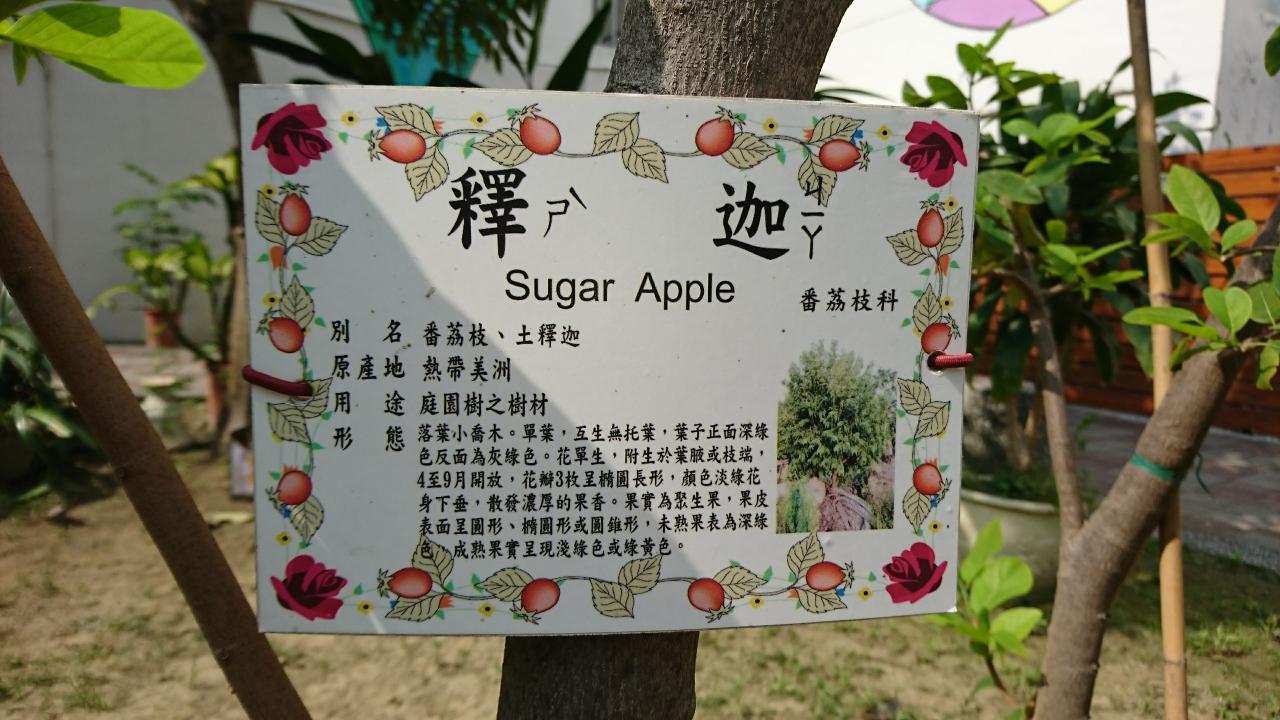 釋ㄕˋ 迦ㄐㄧㄚ
Sugar Apple
番荔枝科
別名 番荔枝、土釋迦
原產地 熱帶美洲
用途 庭園樹之樹材
形態 落葉小喬木。單葉，互生無托葉，葉子正面深綠
色反面為灰綠色。花單生，附生於葉腋或枝端，
4至9月開放，花瓣3枚呈橢圓長形，顏色淡綠花
身下垂，散發濃厚的果香。果實為聚生果，果皮
表面呈圓形、橢圓形或圓錐形，未熟果表為深綠
色，成熟果實呈現淺綠色或綠黃色。